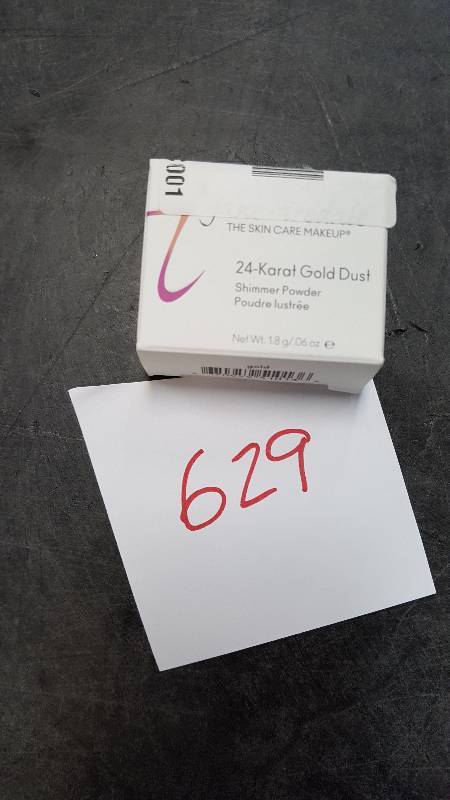 001
THE SKIN CARE MAKEUP®
24-Karat Gold Dust
Shimmer Powder
Poudre lustrée
Net Wt. 1.8 g/.06 oz ℮
gold
629